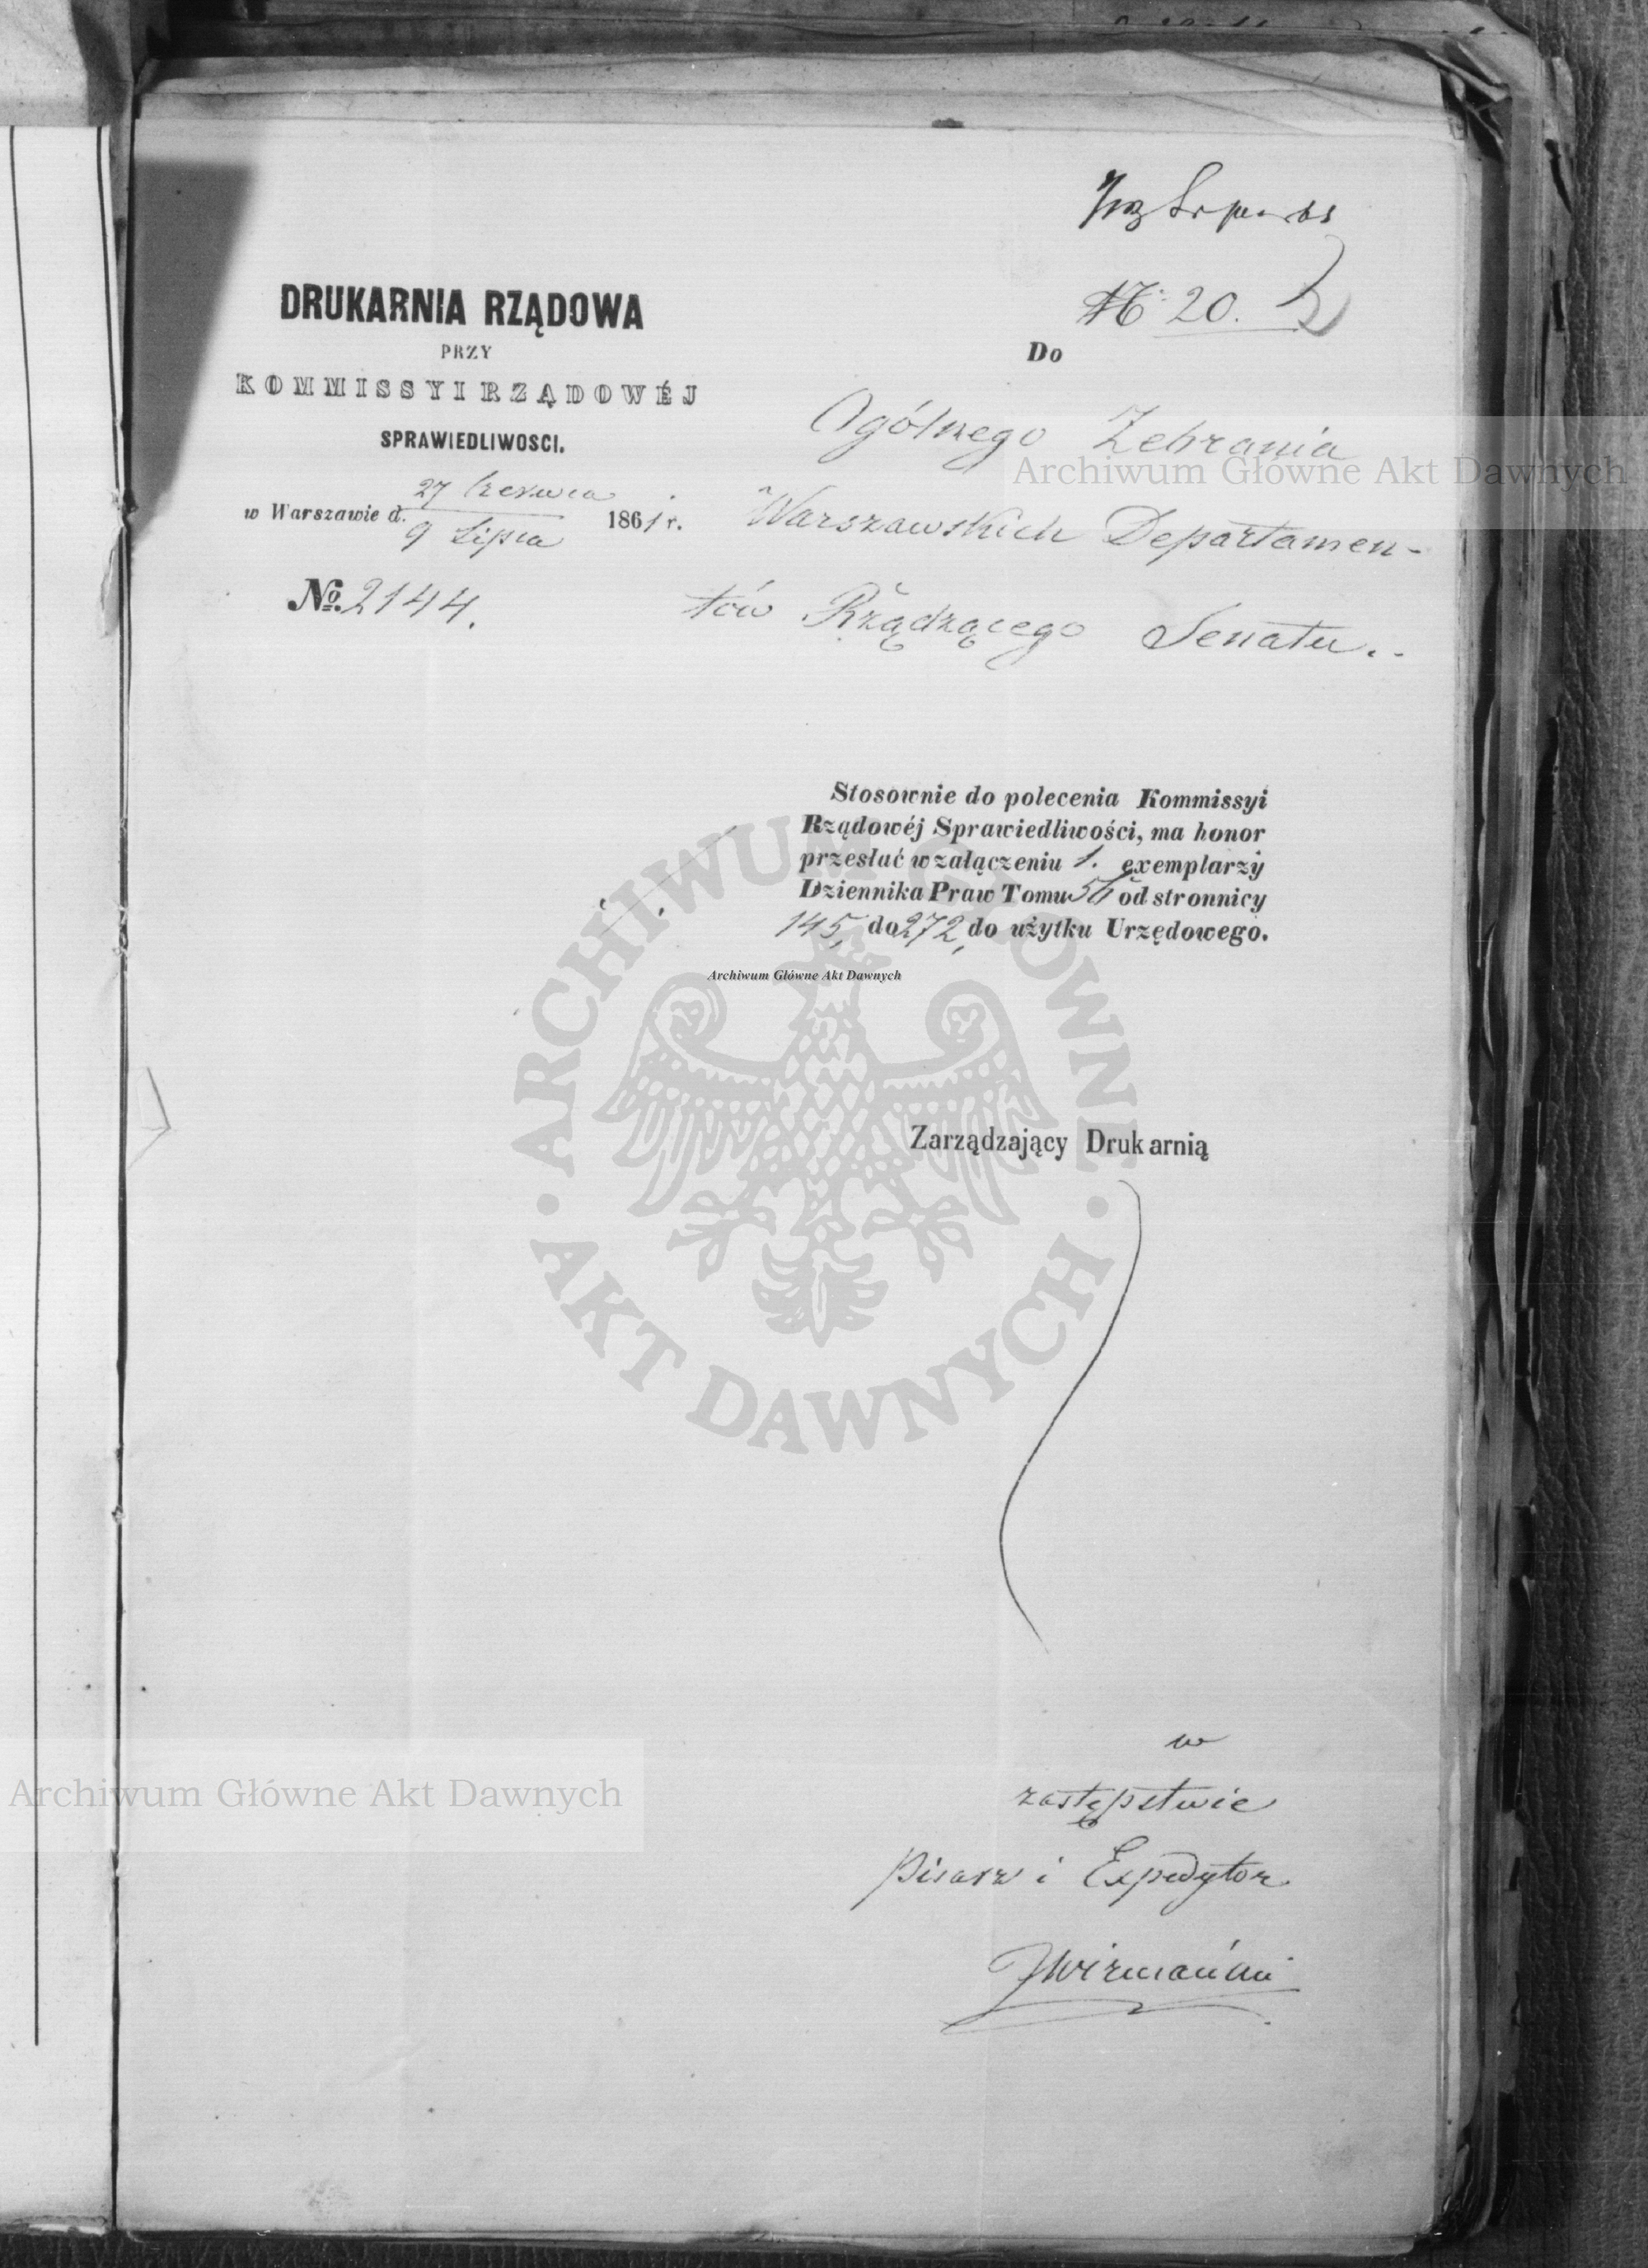 № 20.
DRUKARNIA RZĄDOWA
PRZY
KOMMISSYI RZĄDOWÉJ
SPRAWIEDLIWOSCI.
w Warszawie d. 27 Czerwca / 9 Lipca 1861 r.
№ 2144.
Do
Ogólnego Zebrania
Warszawskich Departamen-
tów Rządzącego Senatu.
Stosownie do polecenia Kommissyi
Rządowéj Sprawiedliwości, ma honor
przesłać w załączeniu 1. exemplarzy
Dziennika Praw Tomu od stronnicy
145, do 272, do użytku Urzędowego.
Zarządzający Drukarnią
w
zastępstwie
Pisarz i Expedytor
Archiwum Główne Akt Dawnych
Archiwum Główne Akt Dawnych
ARCHIWUM GŁÓWNE
AKT DAWNYCH
Archiwum Główne Akt Dawnych